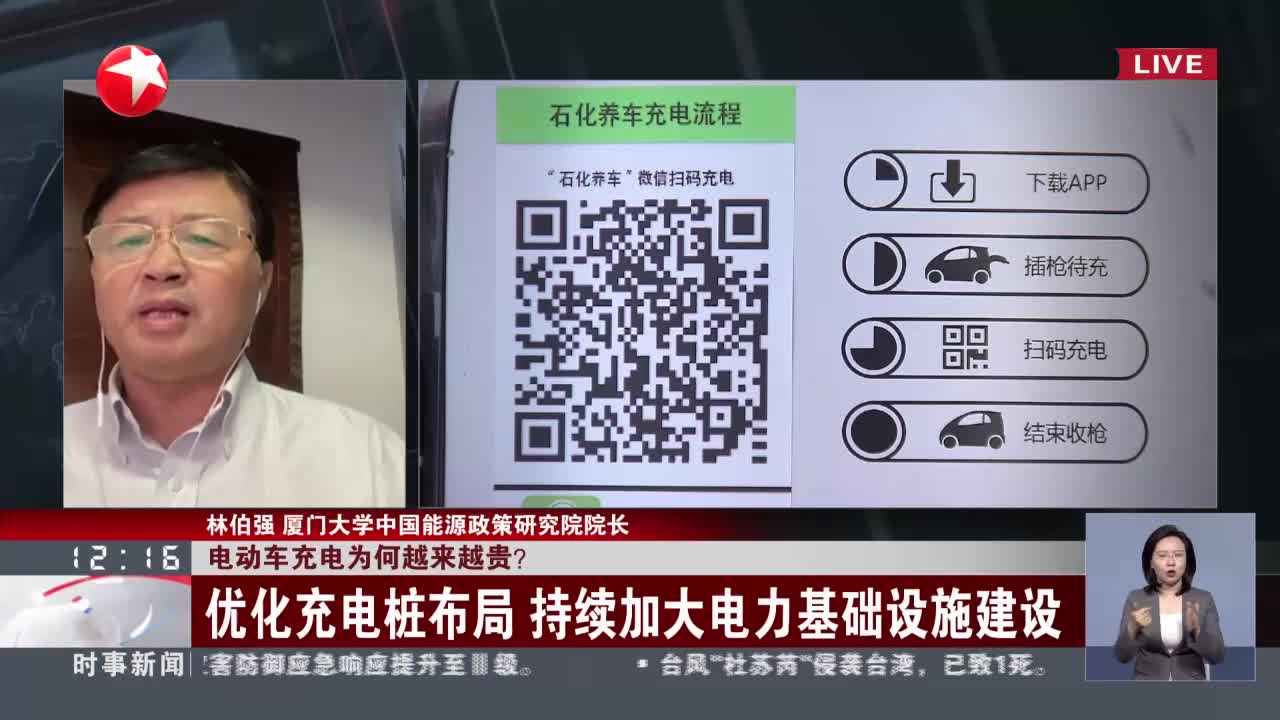 LIVE
石化养车充电流程
“石化养车”微信扫码充电
下载APP
插枪待充
扫码充电
结束收枪
林伯强 厦门大学中国能源政策研究院院长
12:16
电动车充电为何越来越贵?
优化充电桩布局 持续加大电力基础设施建设
时事新闻
害防御应急响应提升至Ⅲ级。 • 台风“杜苏芮”侵袭台湾，已致1死。